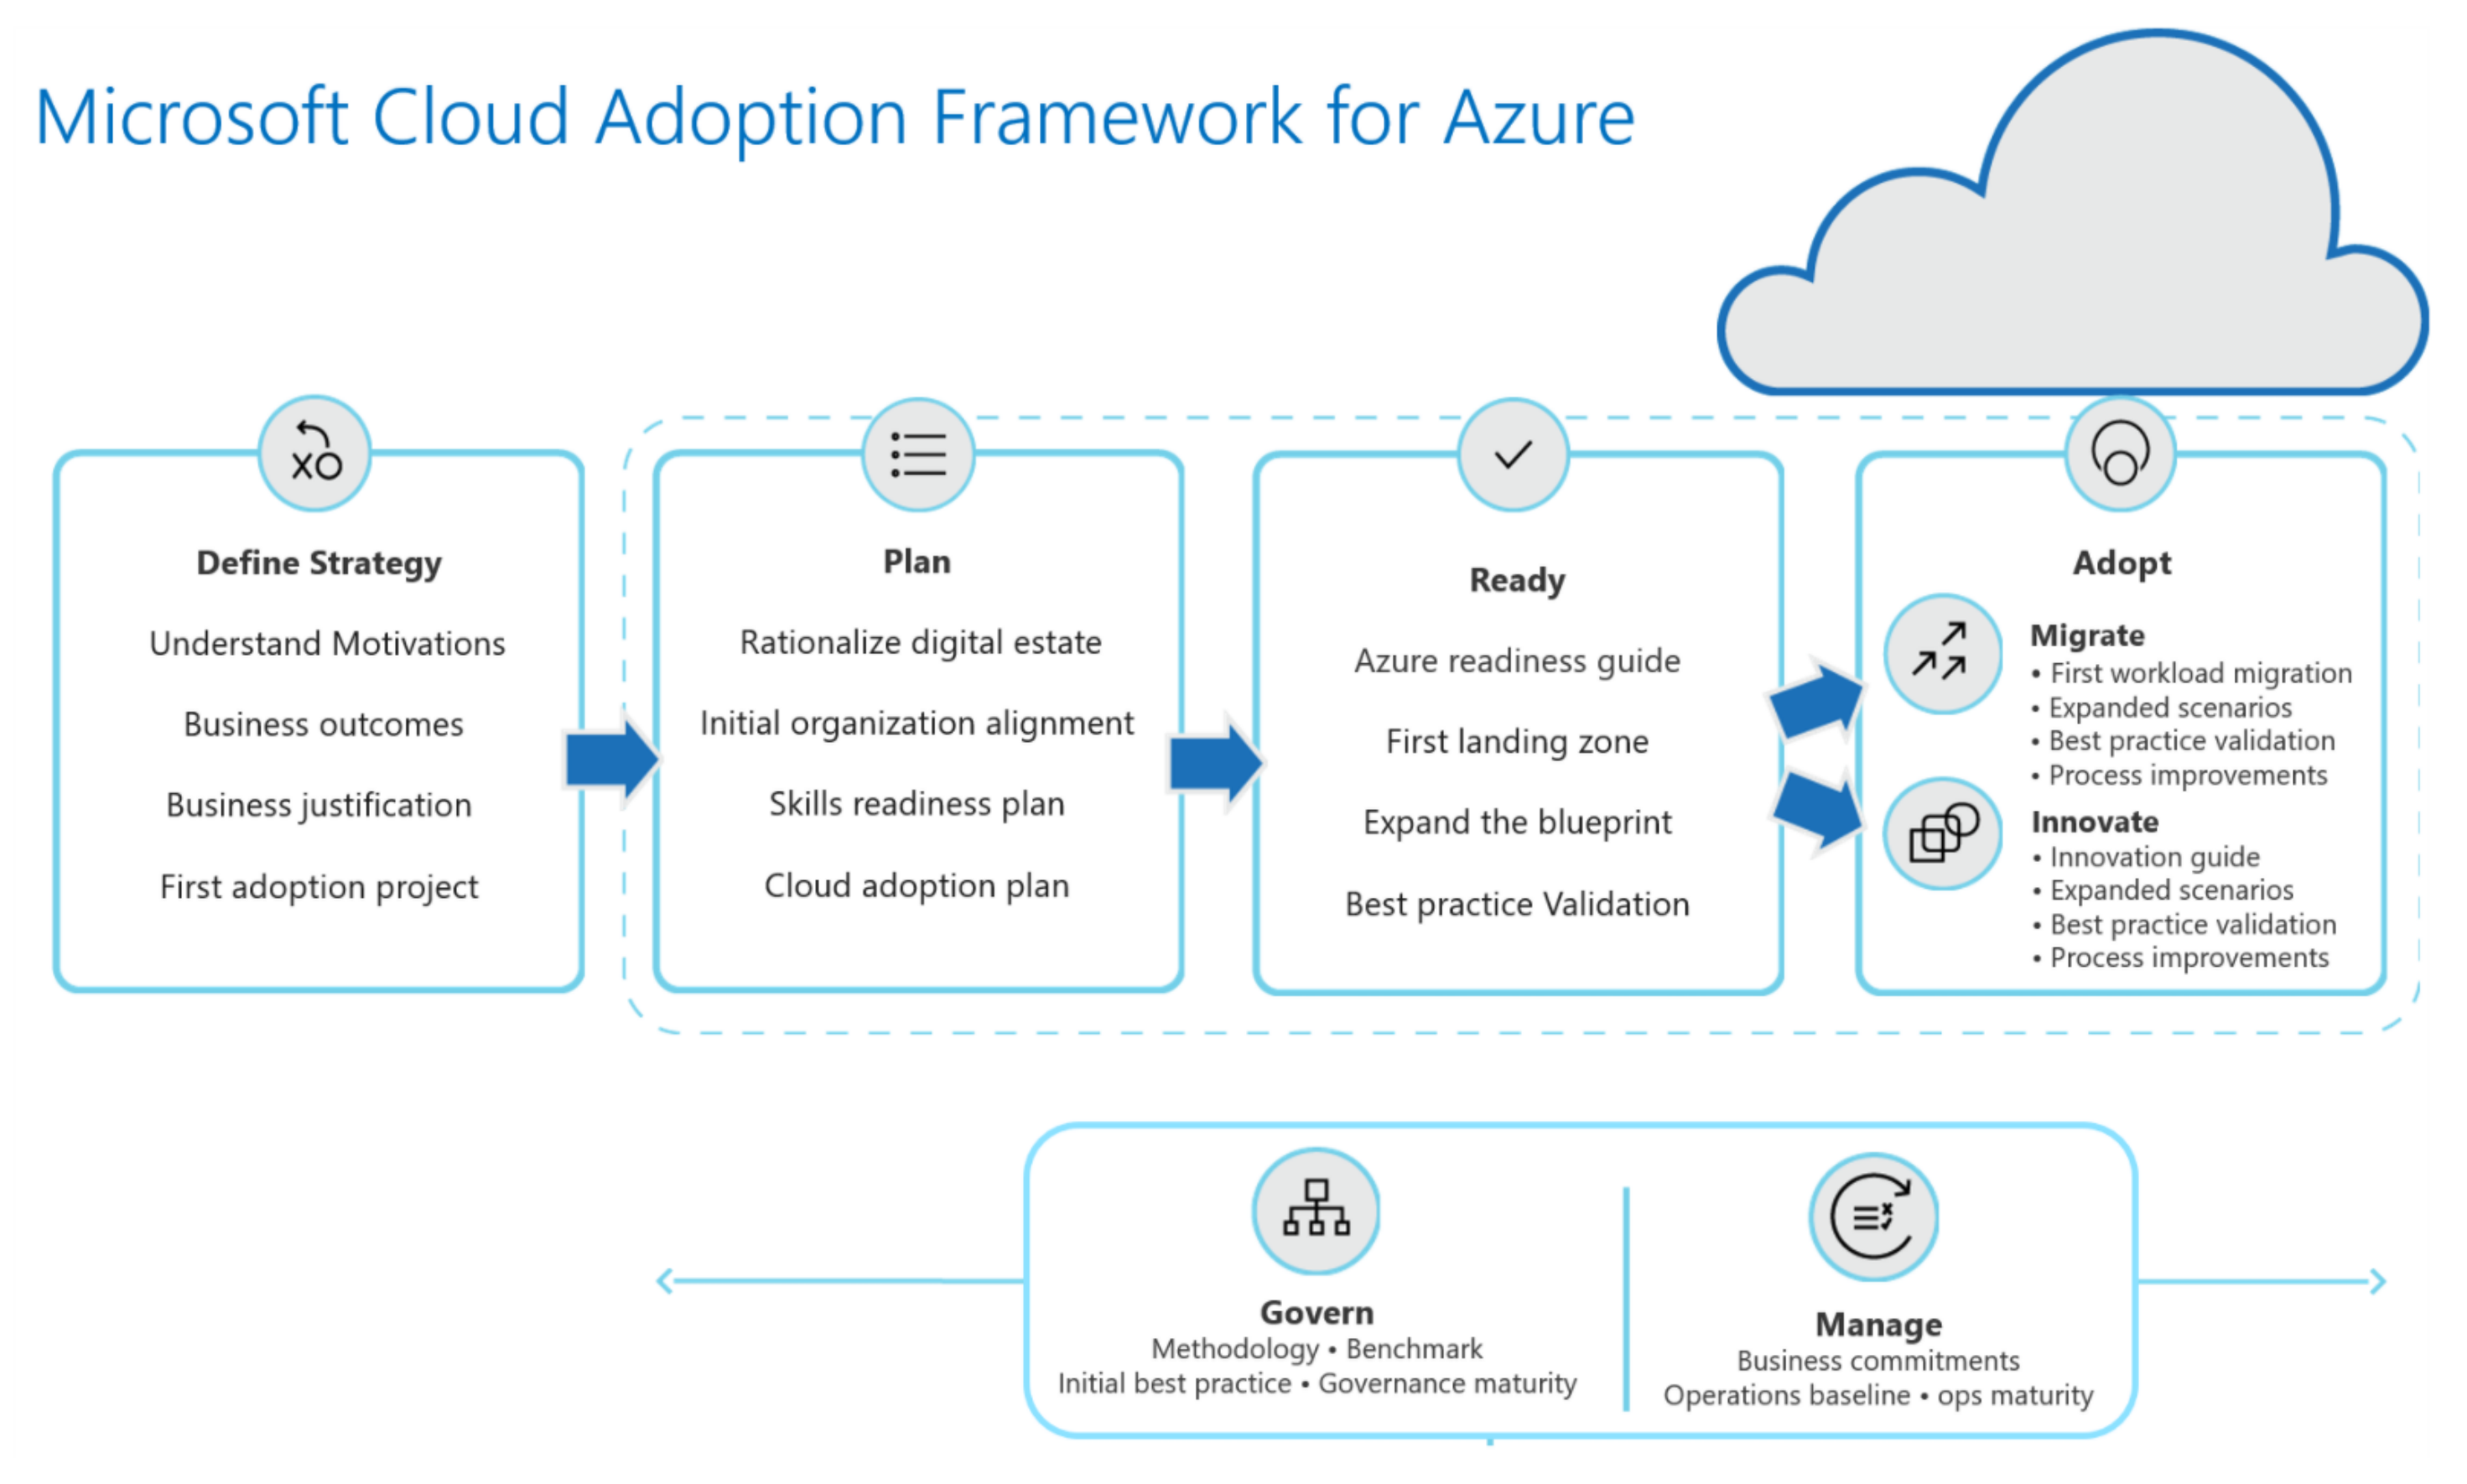 Microsoft Cloud Adoption Framework for Azure
Define Strategy
Understand Motivations
Business outcomes
Business justification
First adoption project
Plan
Rationalize digital estate
Initial organization alignment
Skills readiness plan
Cloud adoption plan
Ready
Azure readiness guide
First landing zone
Expand the blueprint
Best practice Validation
Adopt
Migrate
• First workload migration
• Expanded scenarios
• Best practice validation
• Process improvements
Innovate
• Innovation guide
• Expanded scenarios
• Best practice validation
• Process improvements
Govern
Methodology • Benchmark
Initial best practice • Governance maturity
Manage
Business commitments
Operations baseline • ops maturity